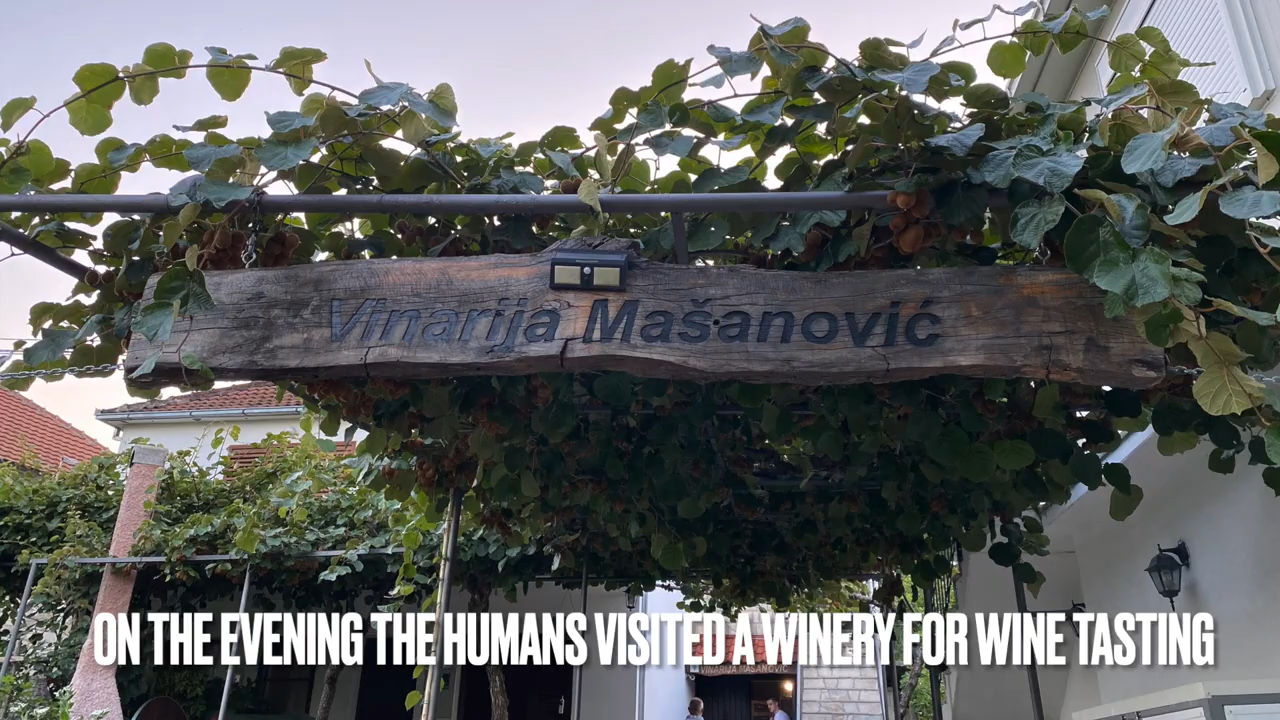 Vinarija Mašanović
ON THE EVENING THE HUMANS VISITED A WINERY FOR WINE TASTING
VINARIJA MAŠANOVIĆ